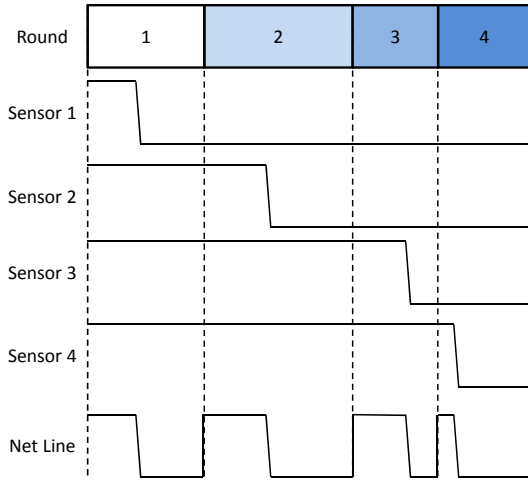 Round 1 2 3 4
Sensor 1
Sensor 2
Sensor 3
Sensor 4
Net Line